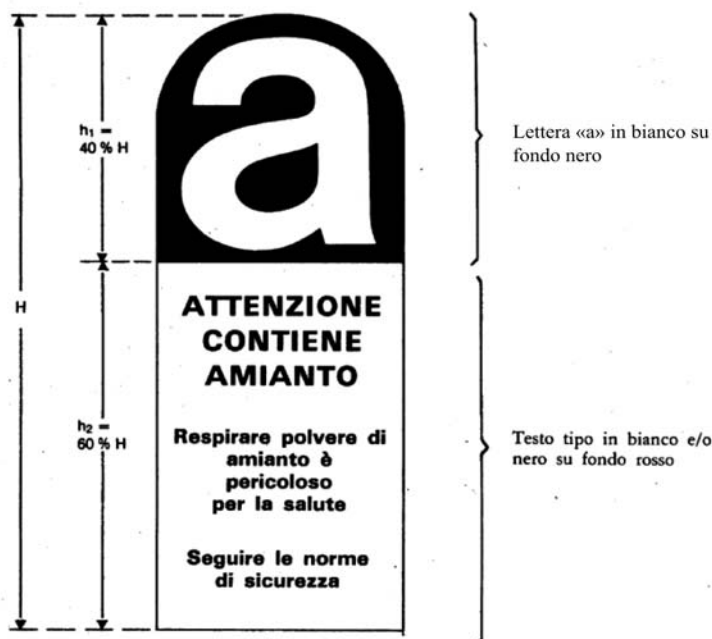 a
h₁ =
40 % H
Lettera «a» in bianco su
fondo nero
H
ATTENZIONE
CONTIENE
AMIANTO
h₂ =
60 % H
Respirare polvere di
amianto è
pericoloso
per la salute
Testo tipo in bianco e/o
nero su fondo rosso
Seguire le norme
di sicurezza